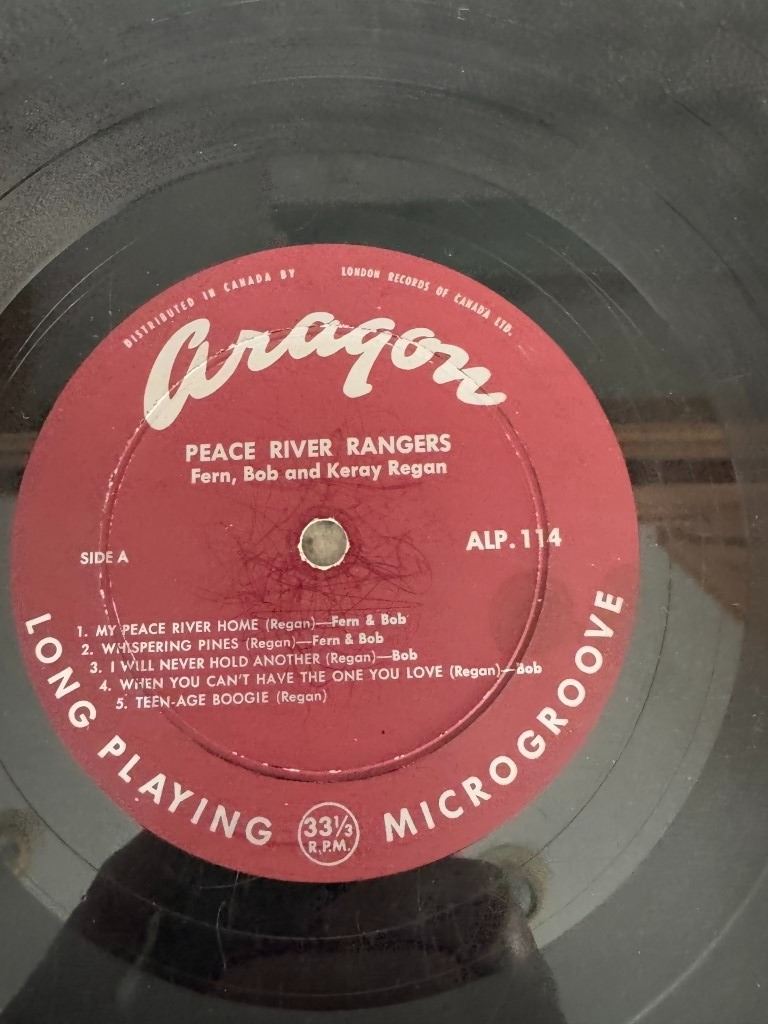 DISTRIBUTED IN CANADA BY LONDON RECORDS OF CANADA LTD.
aragon
PEACE RIVER RANGERS
Fern, Bob and Keray Regan
SIDE A
ALP. 114
1. MY PEACE RIVER HOME (Regan)—Fern & Bob
2. WHISPERING PINES (Regan)—Fern & Bob
3. I WILL NEVER HOLD ANOTHER (Regan)—Bob
4. WHEN YOU CAN'T HAVE THE ONE YOU LOVE (Regan)—Bob
5. TEEN-AGE BOOGIE (Regan)
LONG PLAYING
33⅓
R.P.M.
MICROGROOVE